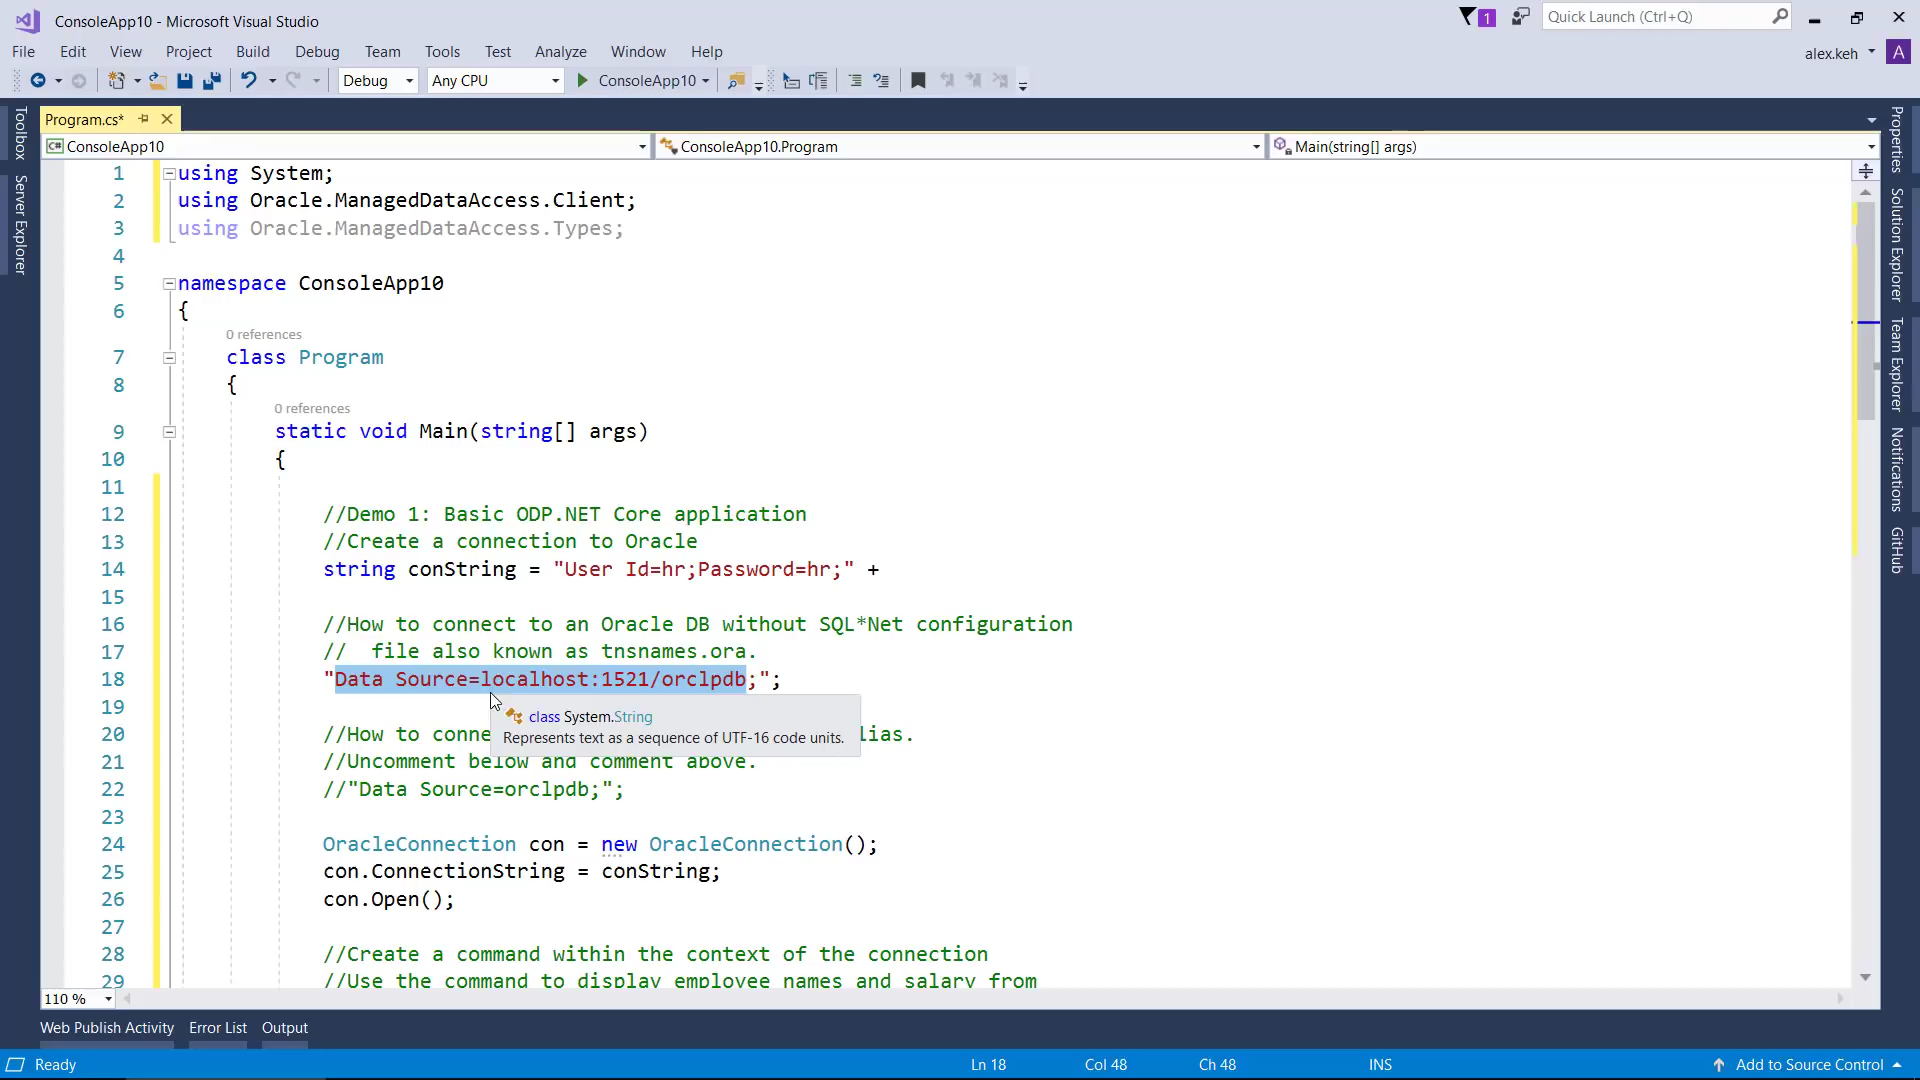 ConsoleApp10 - Microsoft Visual Studio
1
Quick Launch (Ctrl+Q)
File Edit View Project Build Debug Team Tools Test Analyze Window Help
alex.keh A
Debug Any CPU ConsoleApp10
Program.cs*
ConsoleApp10 ConsoleApp10.Program Main(string[] args)
Toolbox
Server Explorer
1 using System;
2 using Oracle.ManagedDataAccess.Client;
3 using Oracle.ManagedDataAccess.Types;
4
5 namespace ConsoleApp10
6 {
0 references
7 class Program
8 {
0 references
9 static void Main(string[] args)
10 {
11
12 //Demo 1: Basic ODP.NET Core application
13 //Create a connection to Oracle
14 string conString = "User Id=hr;Password=hr;" +
15
16 //How to connect to an Oracle DB without SQL*Net configuration
17 //  file also known as tnsnames.ora.
18 "Data Source=localhost:1521/orclpdb;";
19
class System.String
Represents text as a sequence of UTF-16 code units.
20 //How to conne lias.
21 //Uncomment below and comment above.
22 //"Data Source=orclpdb;";
23
24 OracleConnection con = new OracleConnection();
25 con.ConnectionString = conString;
26 con.Open();
27
28 //Create a command within the context of the connection
29 //Use the command to display employee names and salary from
Properties
Solution Explorer
Team Explorer
Notifications
GitHub
110 %
Web Publish Activity Error List Output
Ready Ln 18 Col 48 Ch 48 INS Add to Source Control